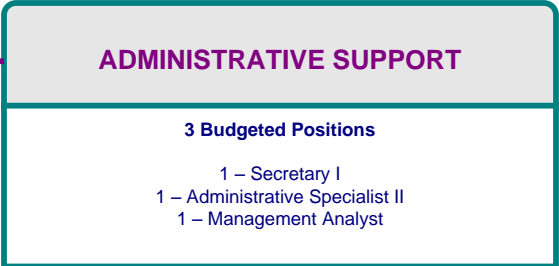 ADMINISTRATIVE SUPPORT
3 Budgeted Positions
1 – Secretary I
1 – Administrative Specialist II
1 – Management Analyst